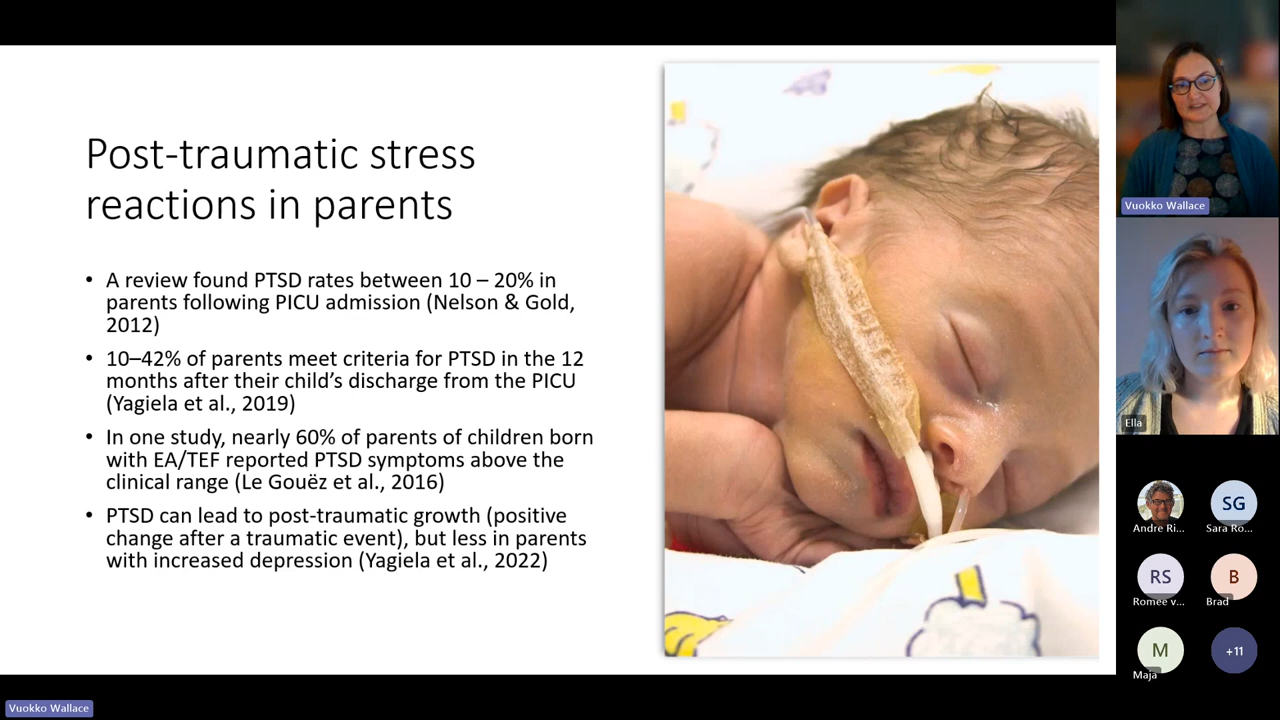 Post-traumatic stress
reactions in parents
• A review found PTSD rates between 10 – 20% in
parents following PICU admission (Nelson & Gold,
2012)
• 10–42% of parents meet criteria for PTSD in the 12
months after their child's discharge from the PICU
(Yagiela et al., 2019)
• In one study, nearly 60% of parents of children born
with EA/TEF reported PTSD symptoms above the
clinical range (Le Gouëz et al., 2016)
• PTSD can lead to post-traumatic growth (positive
change after a traumatic event), but less in parents
with increased depression (Yagiela et al., 2022)
Vuokko Wallace
Ella
SG
Andre Ri...
Sara Ro...
RS
B
Romee v...
Brad
M
+11
Maja
Vuokko Wallace